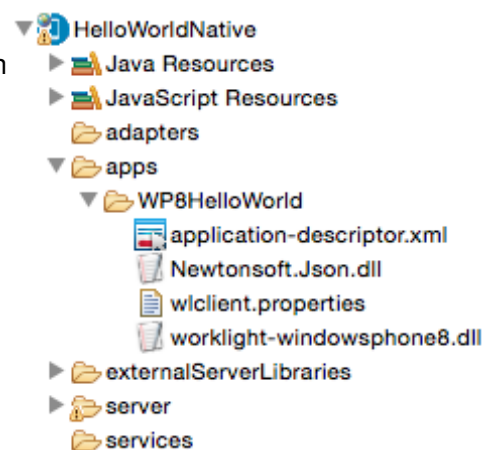 HelloWorldNative
Java Resources
JavaScript Resources
adapters
apps
WP8HelloWorld
application-descriptor.xml
Newtonsoft.Json.dll
wlclient.properties
worklight-windowsphone8.dll
externalServerLibraries
server
services